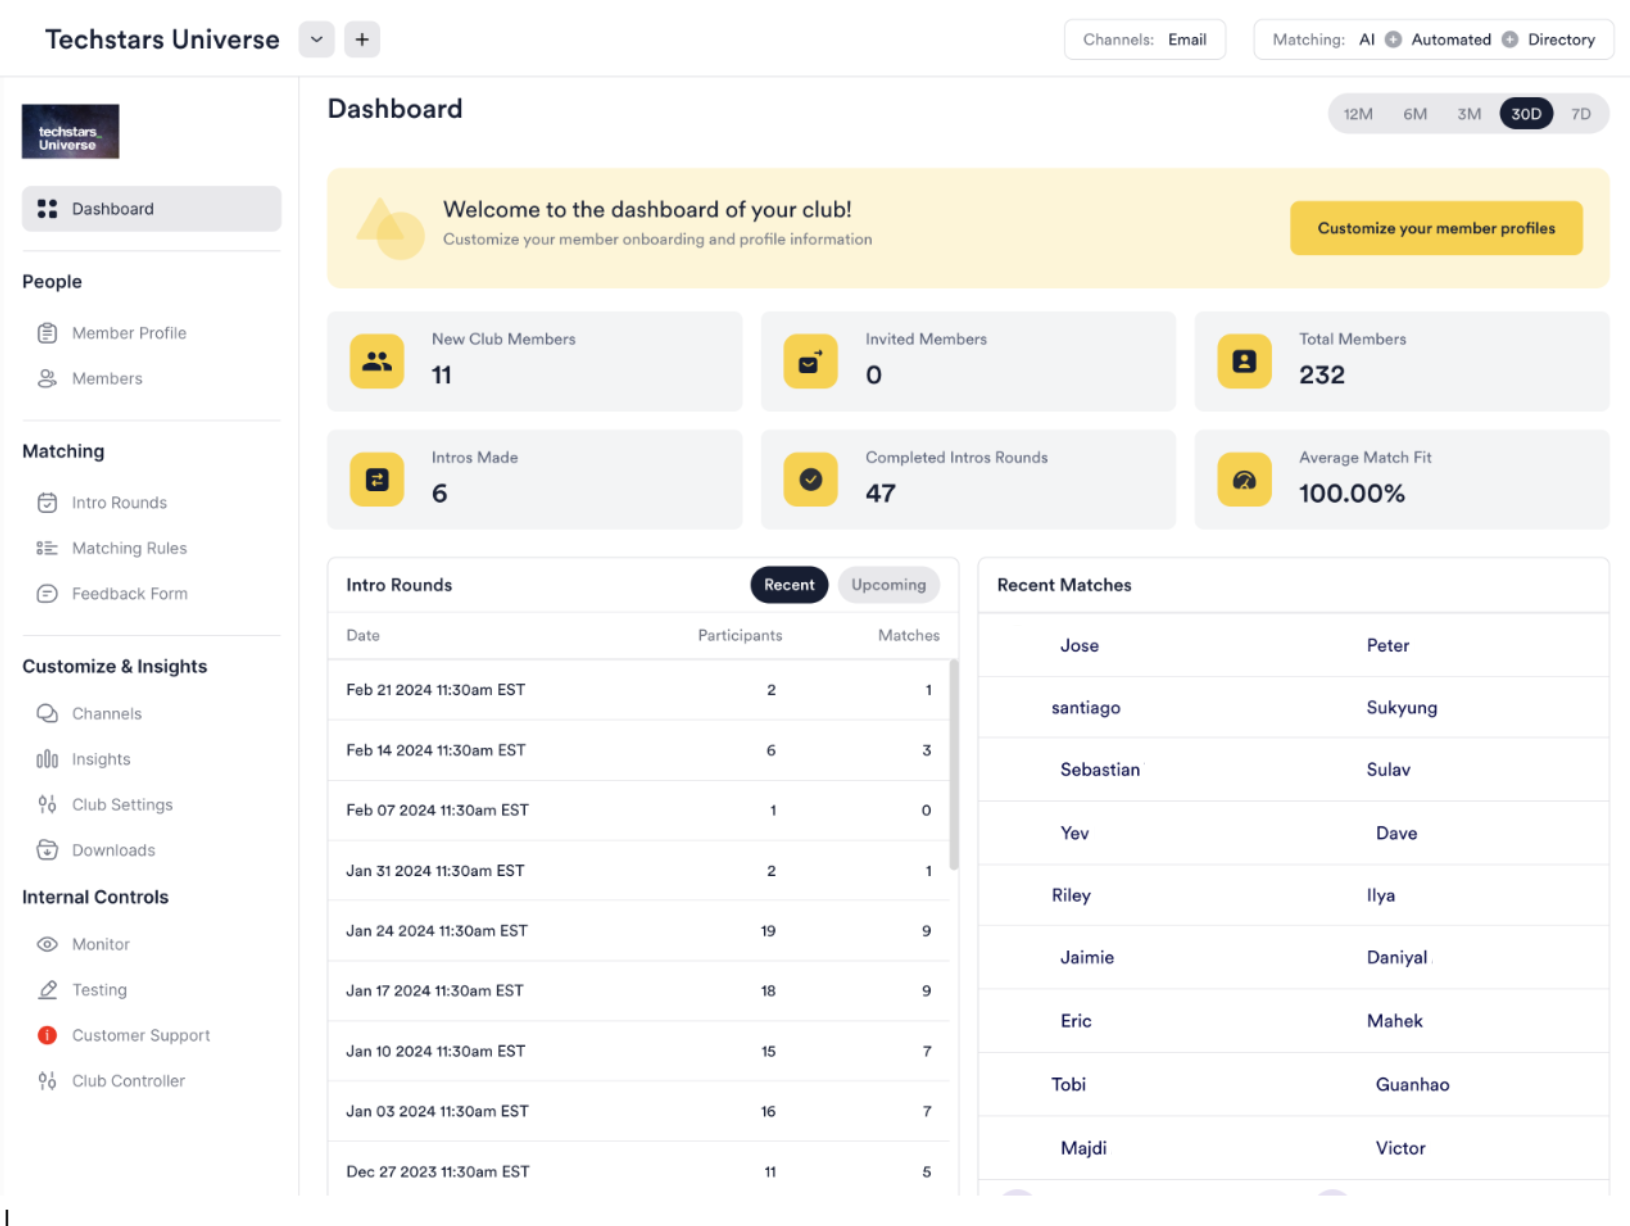 Techstars Universe
Channels: Email
Matching: AI Automated Directory
techstars_
Universe
Dashboard
People
Member Profile
Members
Matching
Intro Rounds
Matching Rules
Feedback Form
Customize & Insights
Channels
Insights
Club Settings
Downloads
Internal Controls
Monitor
Testing
Customer Support
Club Controller
Dashboard
12M 6M 3M 30D 7D
Welcome to the dashboard of your club!
Customize your member onboarding and profile information
Customize your member profiles
New Club Members
11
Invited Members
0
Total Members
232
Intros Made
6
Completed Intros Rounds
47
Average Match Fit
100.00%
Intro Rounds Recent Upcoming
Date Participants Matches
Feb 21 2024 11:30am EST 2 1
Feb 14 2024 11:30am EST 6 3
Feb 07 2024 11:30am EST 1 0
Jan 31 2024 11:30am EST 2 1
Jan 24 2024 11:30am EST 19 9
Jan 17 2024 11:30am EST 18 9
Jan 10 2024 11:30am EST 15 7
Jan 03 2024 11:30am EST 16 7
Dec 27 2023 11:30am EST 11 5
Recent Matches
Jose Peter
santiago Sukyung
Sebastian Sulav
Yev Dave
Riley Ilya
Jaimie Daniyal
Eric Mahek
Tobi Guanhao
Majdi Victor